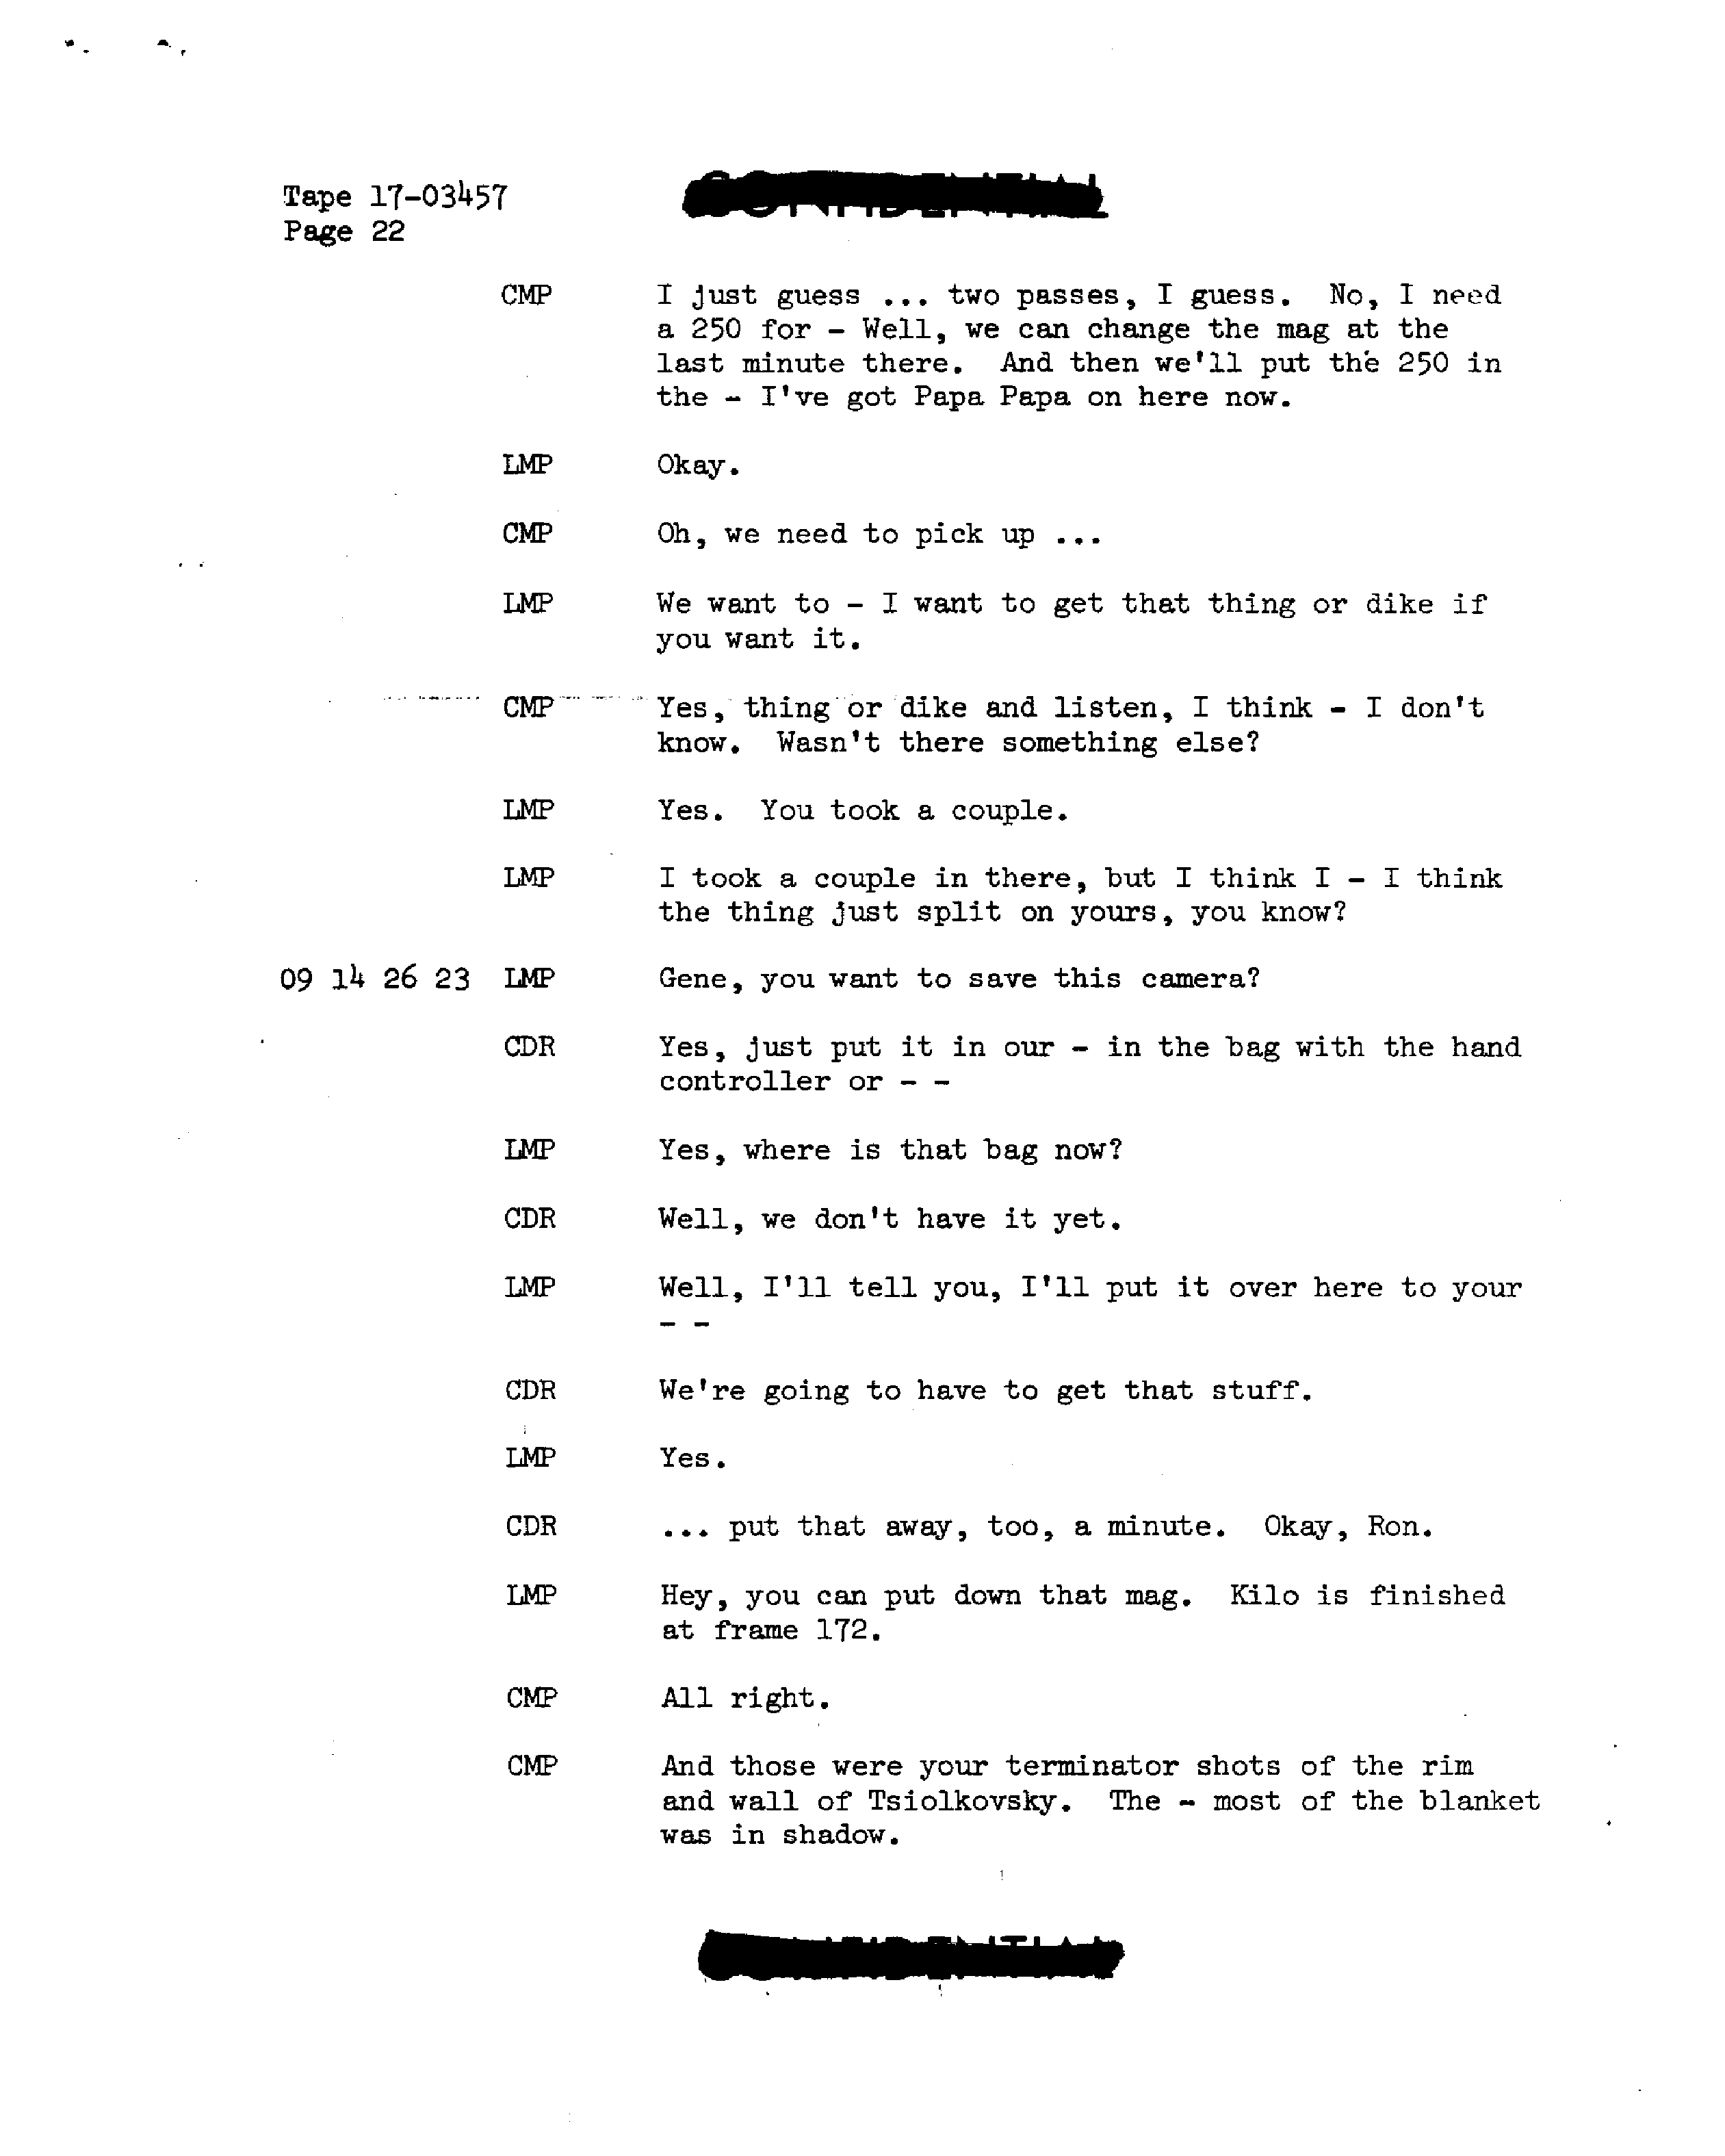 Tape 17-03457
Page 22
CONFIDENTIAL
CMP I just guess ... two passes, I guess. No, I need
a 250 for - Well, we can change the mag at the
last minute there. And then we'll put the 250 in
the - I've got Papa Papa on here now.
LMP Okay.
CMP Oh, we need to pick up ...
LMP We want to - I want to get that thing or dike if
you want it.
CMP Yes, thing or dike and listen, I think - I don't
know. Wasn't there something else?
LMP Yes. You took a couple.
LMP I took a couple in there, but I think I - I think
the thing just split on yours, you know?
09 14 26 23 LMP Gene, you want to save this camera?
CDR Yes, just put it in our - in the bag with the hand
controller or - -
LMP Yes, where is that bag now?
CDR Well, we don't have it yet.
LMP Well, I'll tell you, I'll put it over here to your
- -
CDR We're going to have to get that stuff.
LMP Yes.
CDR ... put that away, too, a minute. Okay, Ron.
LMP Hey, you can put down that mag. Kilo is finished
at frame 172.
CMP All right.
CMP And those were your terminator shots of the rim
and wall of Tsiolkovsky. The - most of the blanket
was in shadow.
CONFIDENTIAL